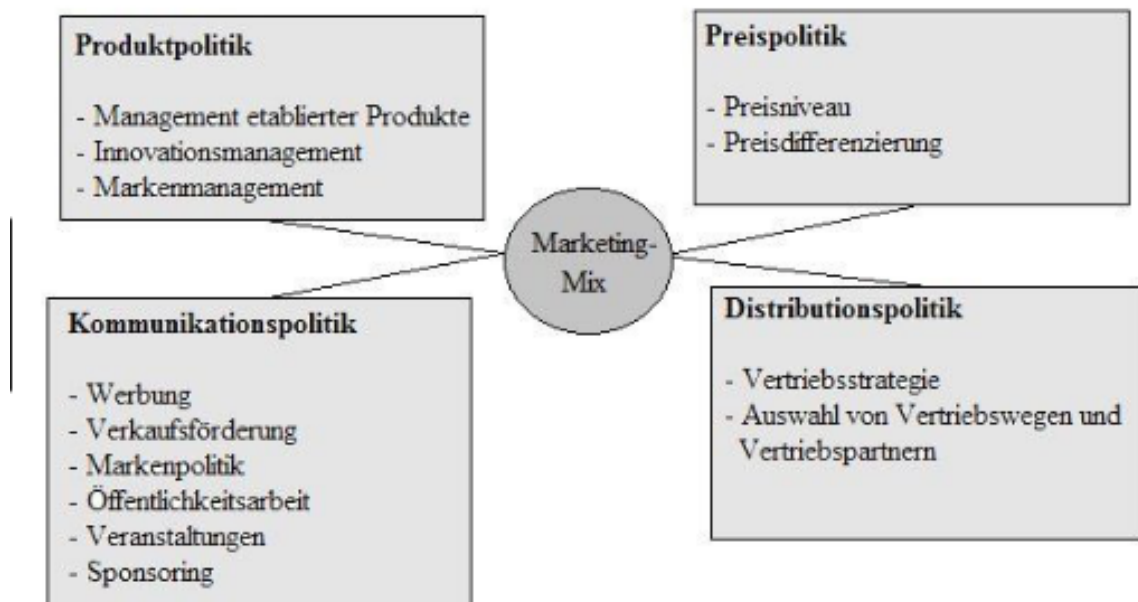 Produktpolitik
- Management etablierter Produkte
- Innovationsmanagement
- Markenmanagement
Preispolitik
- Preisniveau
- Preisdifferenzierung
Marketing-
Mix
Kommunikationspolitik
- Werbung
- Verkaufsförderung
- Markenpolitik
- Öffentlichkeitsarbeit
- Veranstaltungen
- Sponsoring
Distributionspolitik
- Vertriebsstrategie
- Auswahl von Vertriebswegen und
Vertriebspartnern